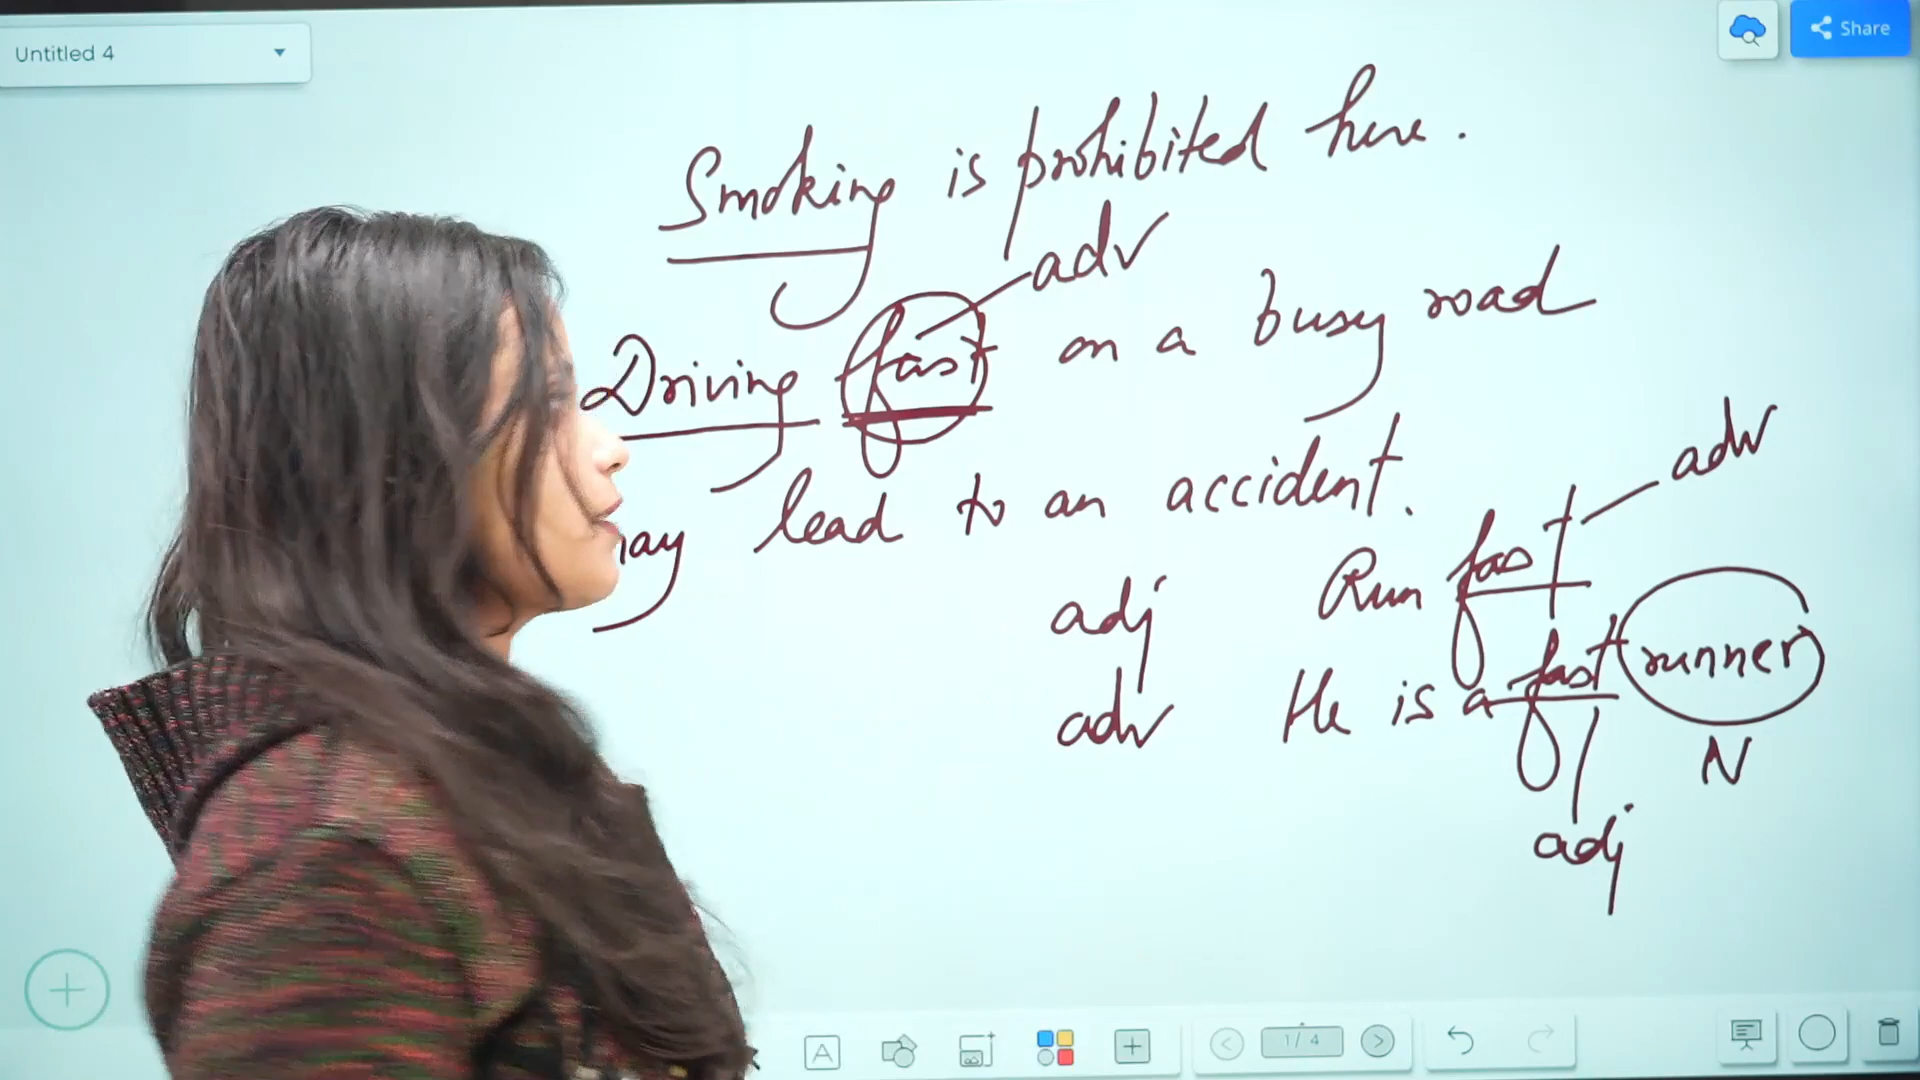 Untitled 4
Share
Smoking is prohibited here.
adv
Driving fast on a busy road
lead to an accident.
adv
adj Run fast
adv He is a fast runner
N
adj
A
1 / 4